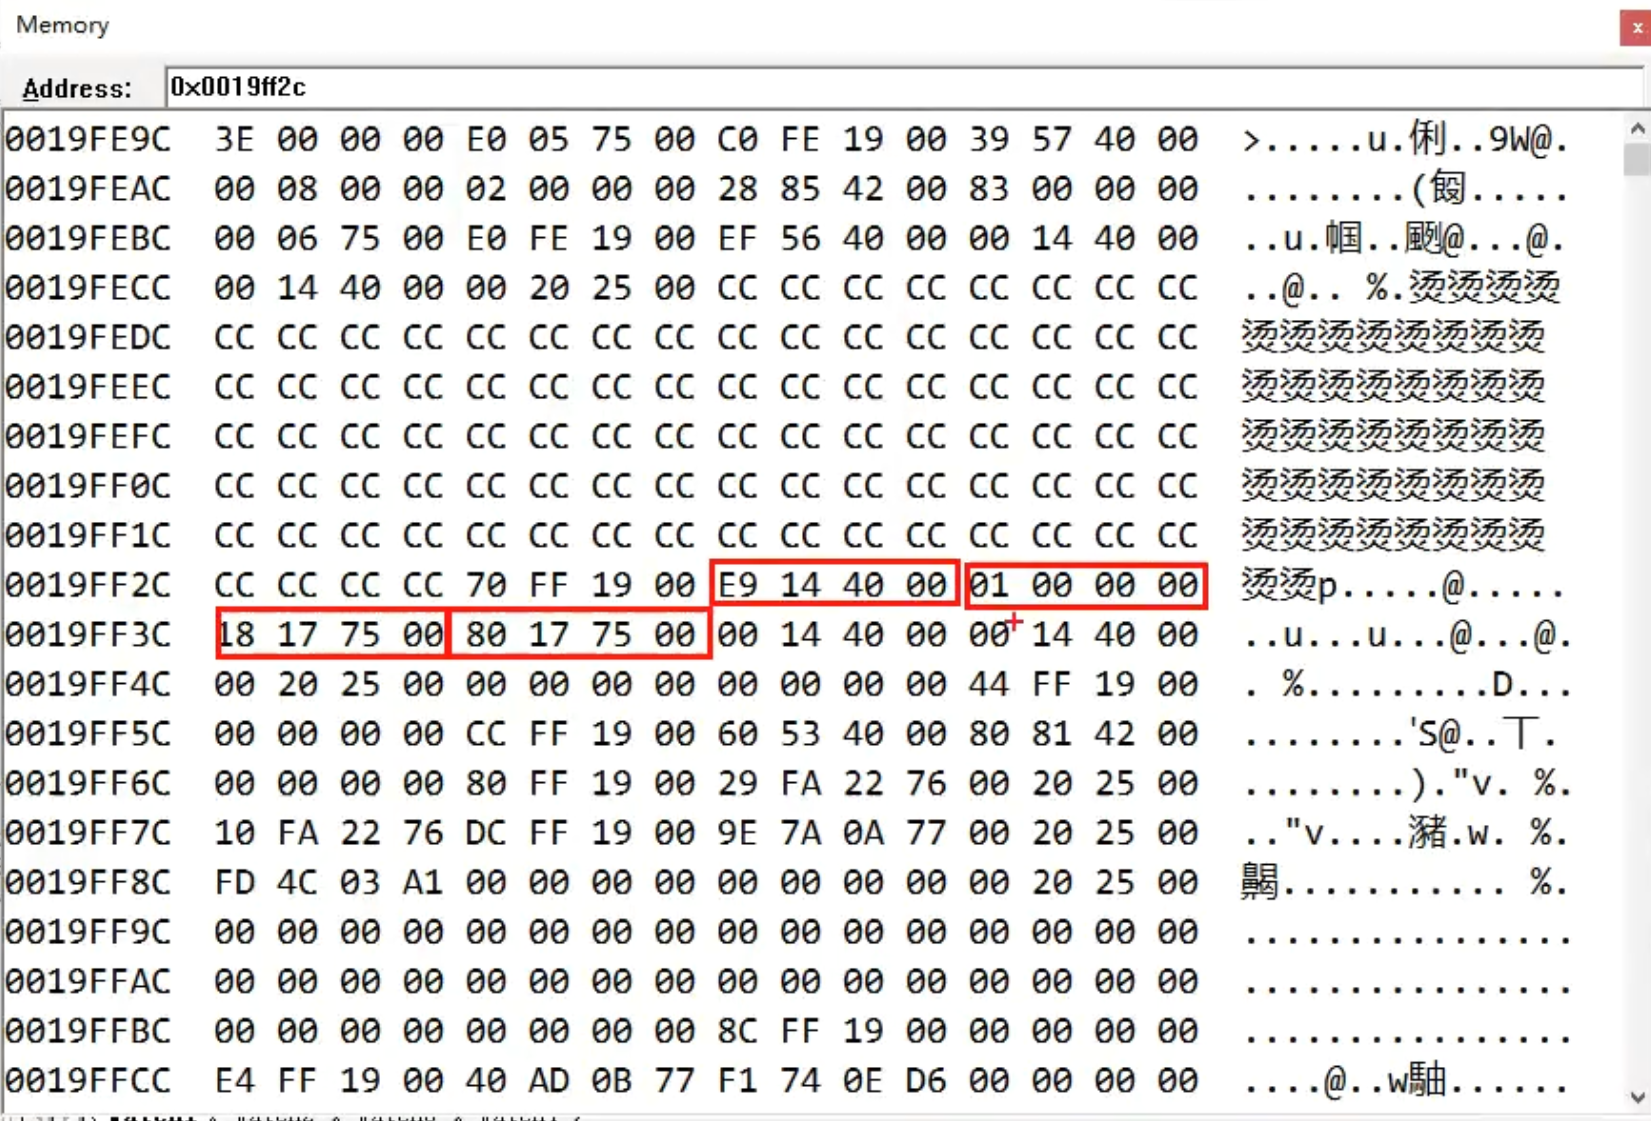 Memory
x
Address: 0x0019ff2c
0019FE9C 3E 00 00 00 E0 05 75 00 C0 FE 19 00 39 57 40 00 >.....u.俐..9W@.
0019FEAC 00 08 00 00 02 00 00 00 28 85 42 00 83 00 00 00 ........(匓.....
0019FEBC 00 06 75 00 E0 FE 19 00 EF 56 40 00 00 14 40 00 ..u.帼..飐@...@.
0019FECC 00 14 40 00 00 20 25 00 CC CC CC CC CC CC CC CC ..@.. %.烫烫烫烫
0019FEDC CC CC CC CC CC CC CC CC CC CC CC CC CC CC CC CC 烫烫烫烫烫烫烫烫
0019FEEC CC CC CC CC CC CC CC CC CC CC CC CC CC CC CC CC 烫烫烫烫烫烫烫烫
0019FEFC CC CC CC CC CC CC CC CC CC CC CC CC CC CC CC CC 烫烫烫烫烫烫烫烫
0019FF0C CC CC CC CC CC CC CC CC CC CC CC CC CC CC CC CC 烫烫烫烫烫烫烫烫
0019FF1C CC CC CC CC CC CC CC CC CC CC CC CC CC CC CC CC 烫烫烫烫烫烫烫烫
0019FF2C CC CC CC CC 70 FF 19 00 E9 14 40 00 01 00 00 00 烫烫p.....@.....
0019FF3C 18 17 75 00 80 17 75 00 00 14 40 00 00 14 40 00 ..u...u...@...@.
0019FF4C 00 20 25 00 00 00 00 00 00 00 00 00 44 FF 19 00 . %.........D...
0019FF5C 00 00 00 00 CC FF 19 00 60 53 40 00 80 81 42 00 ........`S@..丅.
0019FF6C 00 00 00 00 80 FF 19 00 29 FA 22 76 00 20 25 00 ........)."v. %.
0019FF7C 10 FA 22 76 DC FF 19 00 9E 7A 0A 77 00 20 25 00 .."v....瀦.w. %.
0019FF8C FD 4C 03 A1 00 00 00 00 00 00 00 00 00 20 25 00 齃........... %.
0019FF9C 00 00 00 00 00 00 00 00 00 00 00 00 00 00 00 00 ................
0019FFAC 00 00 00 00 00 00 00 00 00 00 00 00 00 00 00 00 ................
0019FFBC 00 00 00 00 00 00 00 00 8C FF 19 00 00 00 00 00 ................
0019FFCC E4 FF 19 00 40 AD 0B 77 F1 74 0E D6 00 00 00 00 ....@..w駎......